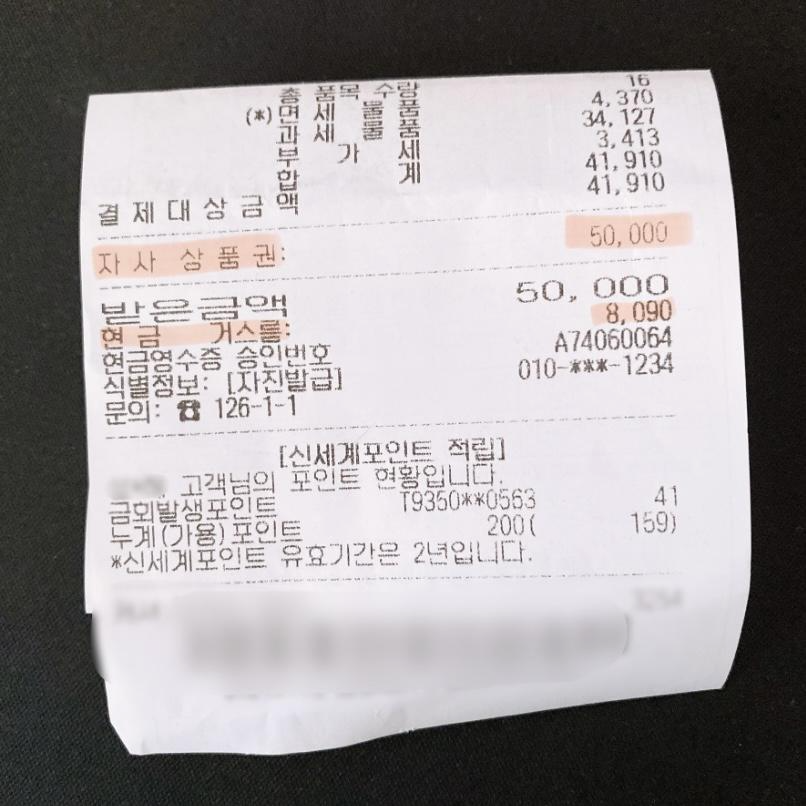 총 품목 수량 16
(*)면 세 물 품 4,370
과 세 물 품 34,127
부 가 세 3,413
합 계 41,910
결제대상금액 41,910
자사 상품권: 50,000
받은금액 50,000
현금 거스름: 8,090
현금영수증 승인번호 A74060064
식별정보: [자진발급] 010-***-1234
문의: ☎ 126-1-1
[신세계포인트 적립]
고객님의 포인트 현황입니다.
금회발생포인트 T9350**0563 41
누계(가용)포인트 200( 159)
*신세계포인트 유효기간은 2년입니다.